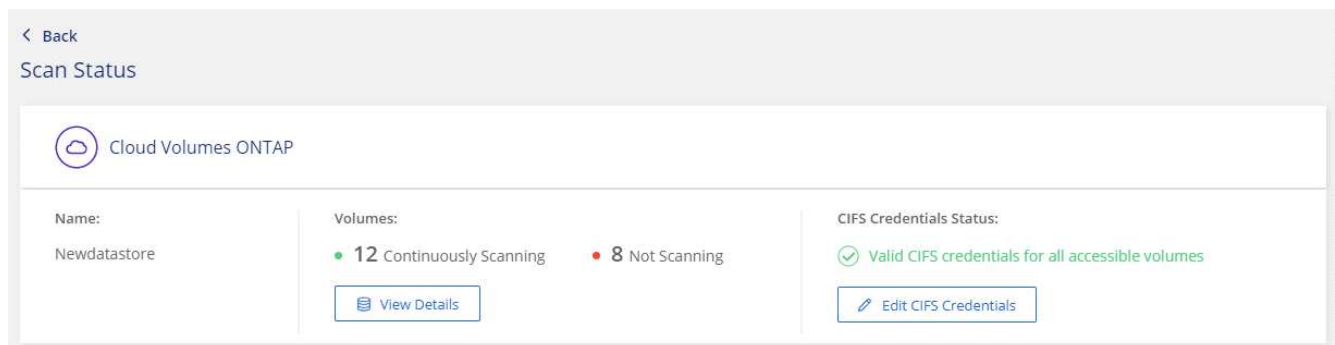 Back
Scan Status
Cloud Volumes ONTAP
Name:
Newdatastore
Volumes:
12 Continuously Scanning
8 Not Scanning
View Details
CIFS Credentials Status:
Valid CIFS credentials for all accessible volumes
Edit CIFS Credentials